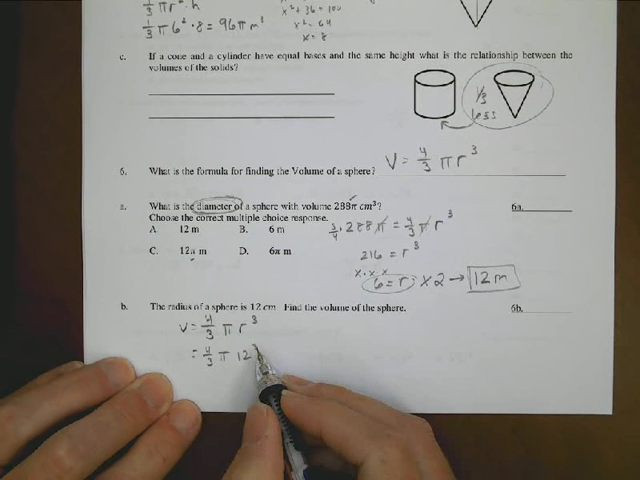 1/3 πr²·h
1/3 π6²·8 = 96π m³
x² + 36 = 100
x² = 64
x = 8
c. If a cone and a cylinder have equal bases and the same height what is the relationship between the
volumes of the solids?
1/3
less
6. What is the formula for finding the Volume of a sphere? V = 4/3 πr³
a. What is the diameter of a sphere with volume 288π cm³? 6a.
Choose the correct multiple choice response.
A. 12 m B. 6 m
C. 12π m D. 6π m
3/4 · 288π = 4/3 πr³
216 = r³
x · x · x
6 = r · x 2 → 12 m
b. The radius of a sphere is 12 cm Find the volume of the sphere. 6b.
V = 4/3 π r³
= 4/3 π 12³